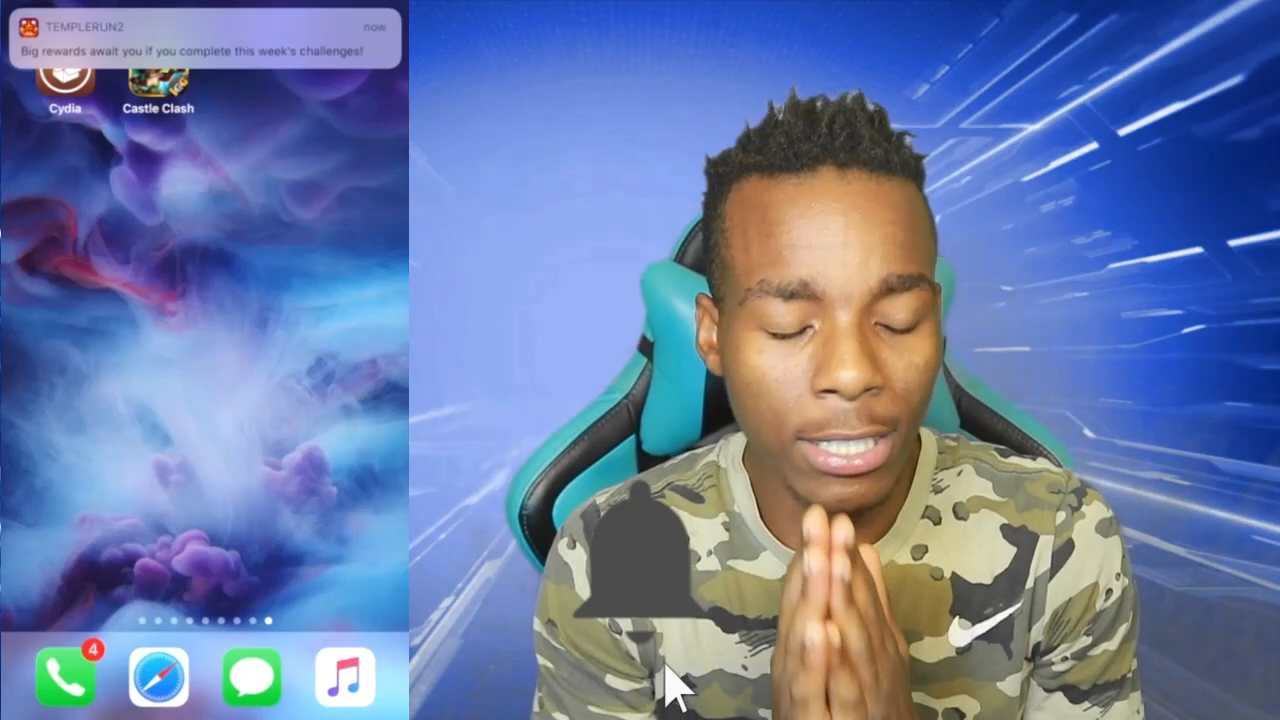 TEMPLERUN2
now
Big rewards await you if you complete this week's challenges!
Cydia
Castle Clash
4